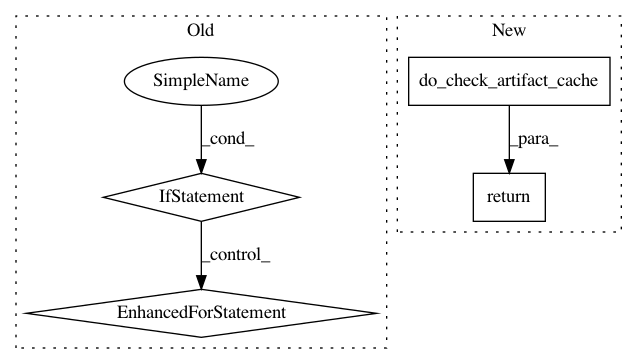 Old
SimpleName
_cond_
IfStatement
_control_
EnhancedForStatement
New
do_check_artifact_cache
_para_
return